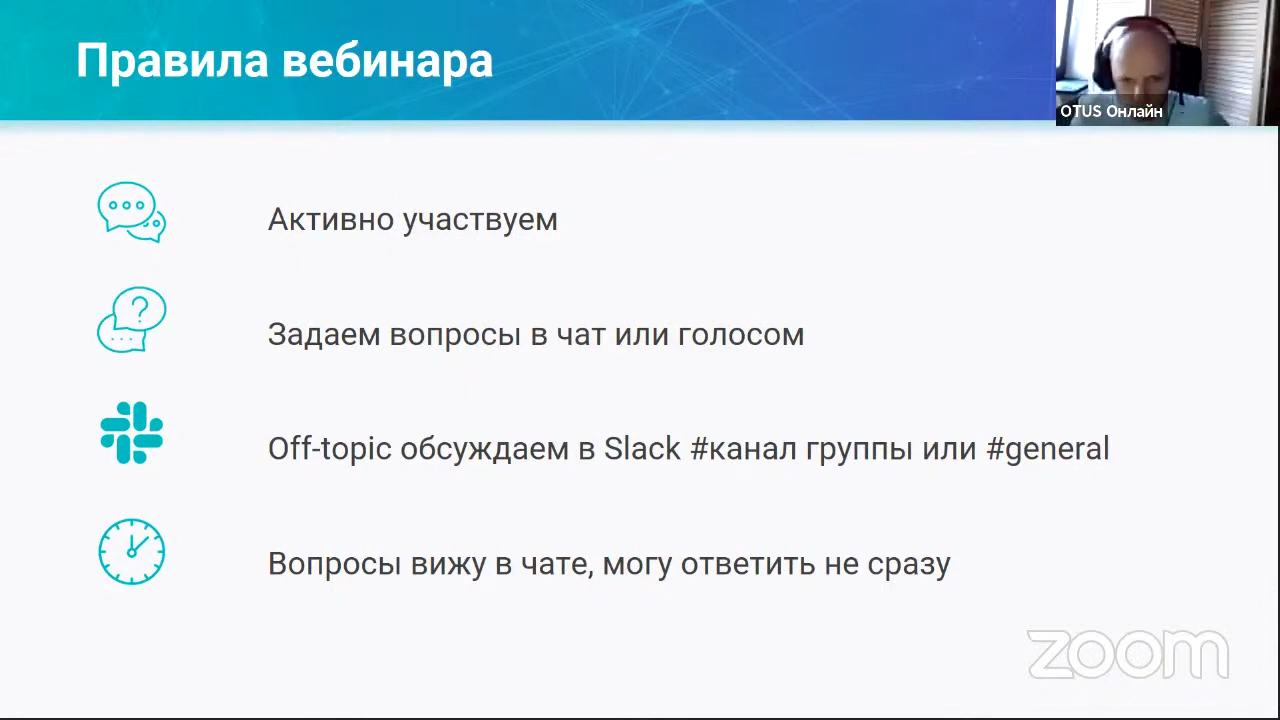 Правила вебинара
OTUS Онлайн
Активно участвуем
Задаем вопросы в чат или голосом
Off-topic обсуждаем в Slack #канал группы или #general
Вопросы вижу в чате, могу ответить не сразу
zoom